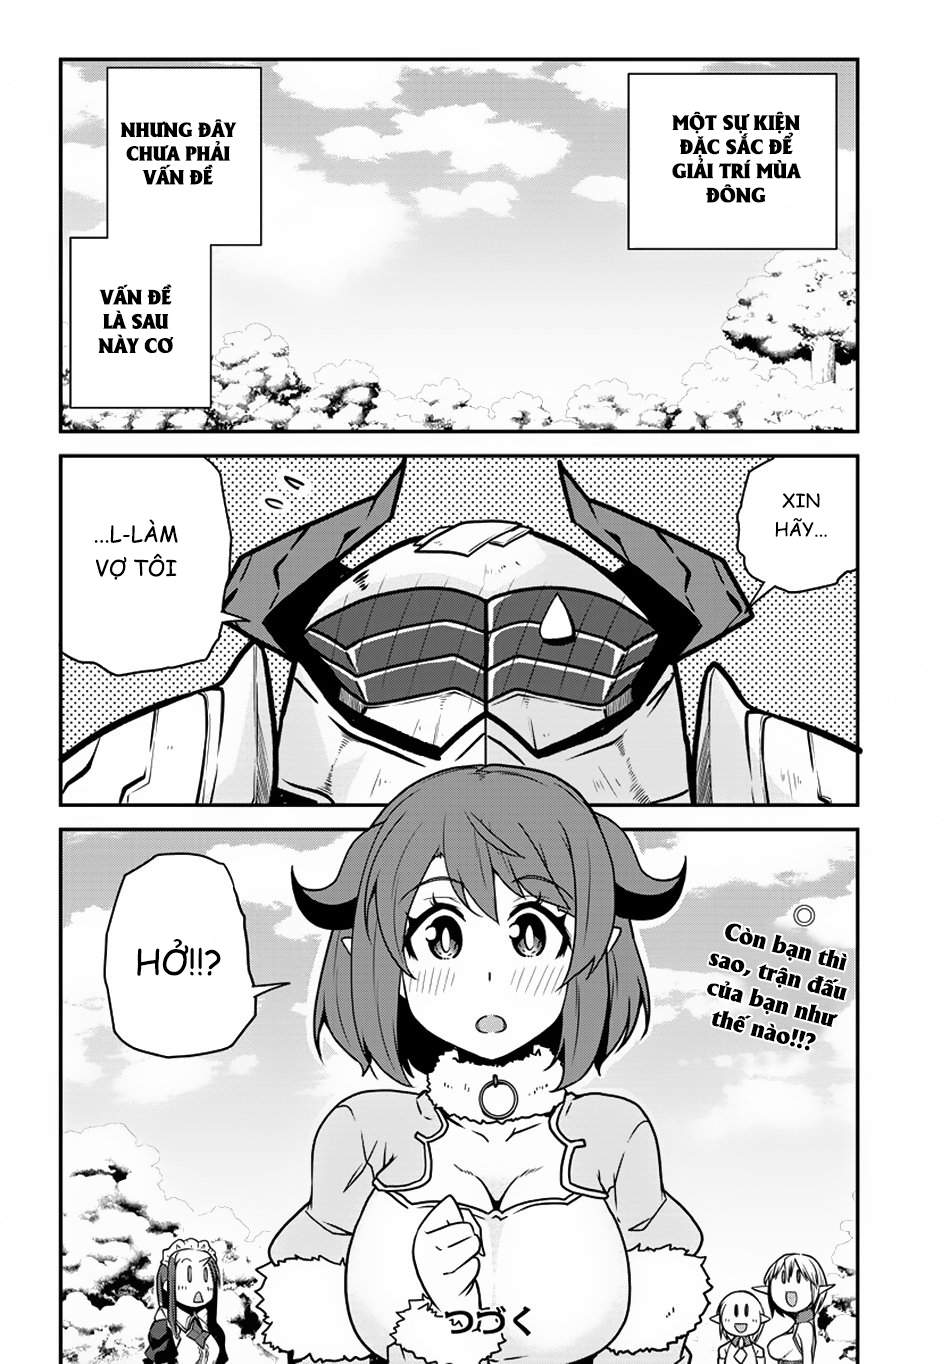 MỘT SỰ KIỆN
ĐẶC SẮC ĐỂ
GIẢI TRÍ MÙA
ĐÔNG
NHƯNG ĐÂY
CHƯA PHẢI
VẤN ĐỀ
VẤN ĐỀ
LÀ SAU
NÀY CƠ
XIN
HÃY...
...L-LÀM
VỢ TÔI
HỞ!!?
Còn bạn thì
sao, trận đấu
của bạn như
thế nào!!?
つづく